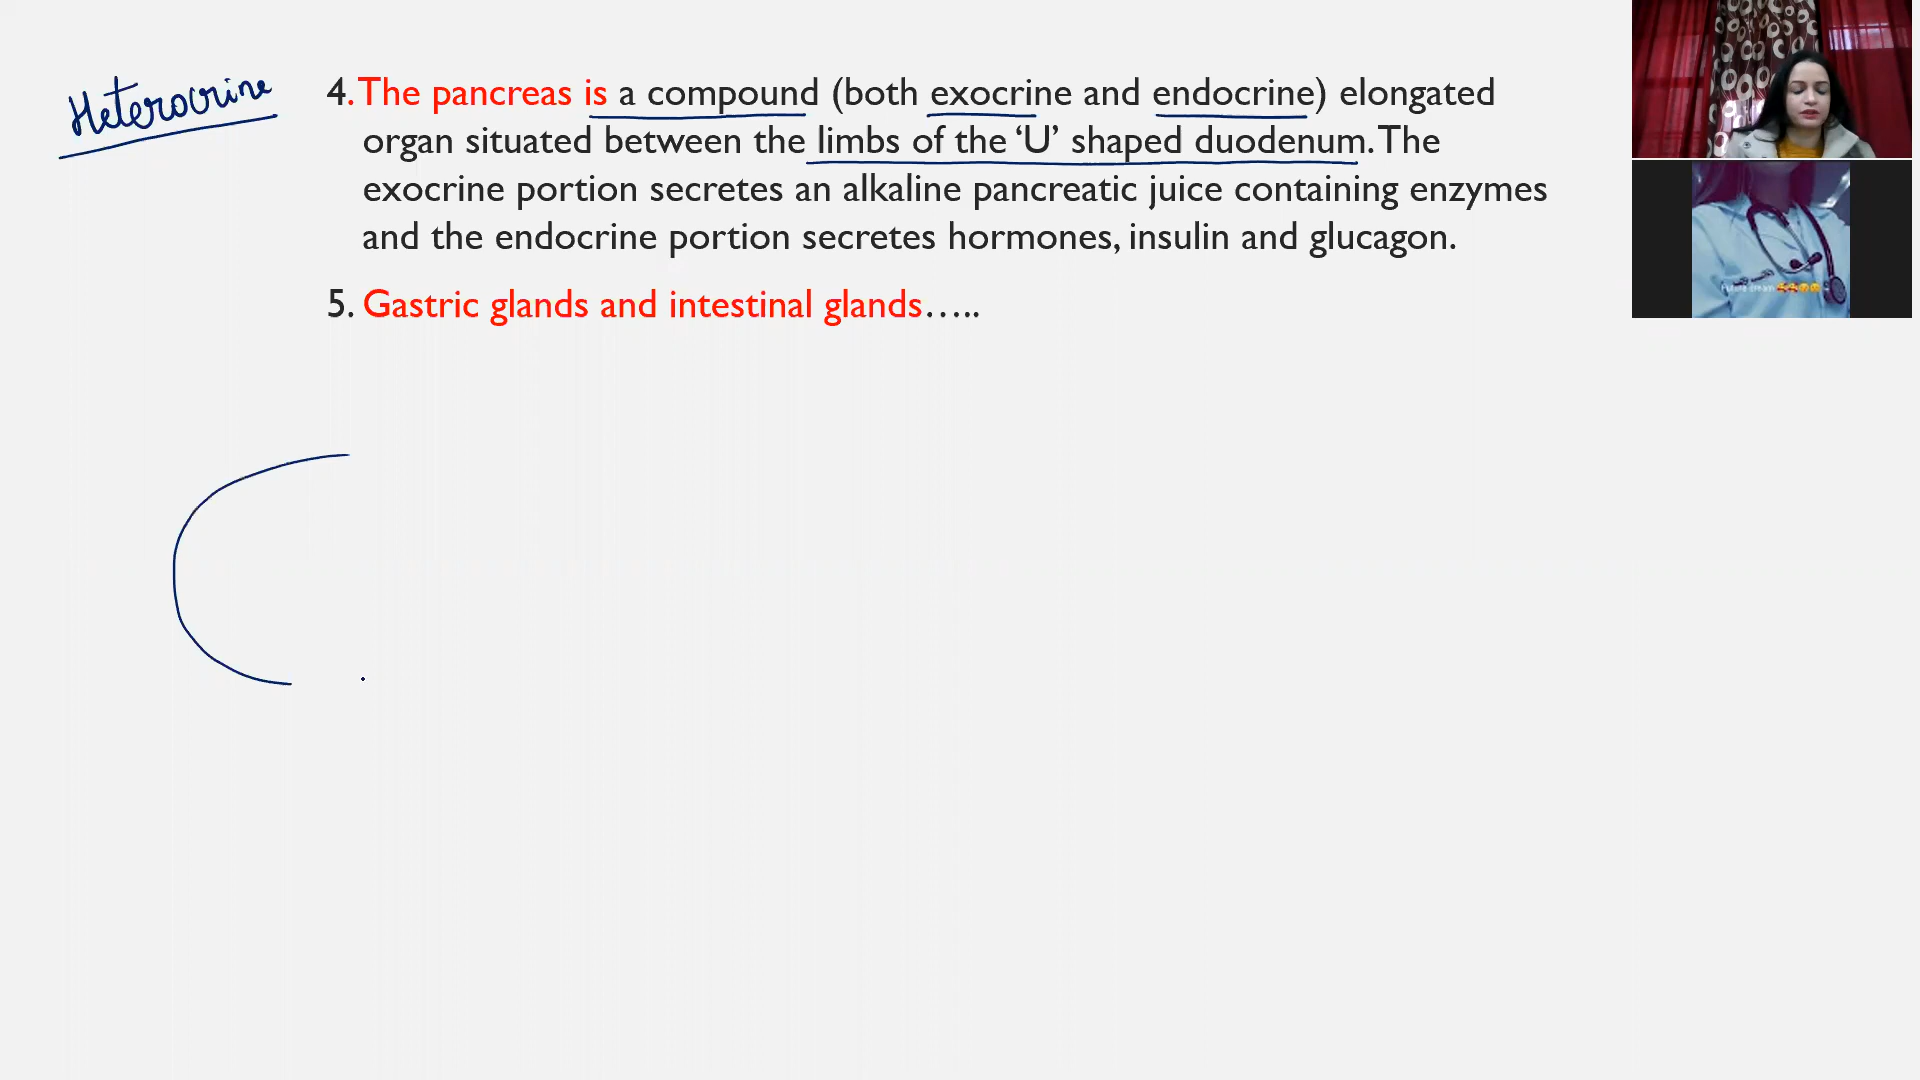 Heterocrine
4. The pancreas is a compound (both exocrine and endocrine) elongated
organ situated between the limbs of the ‘U’ shaped duodenum. The
exocrine portion secretes an alkaline pancreatic juice containing enzymes
and the endocrine portion secretes hormones, insulin and glucagon.
5. Gastric glands and intestinal glands…..